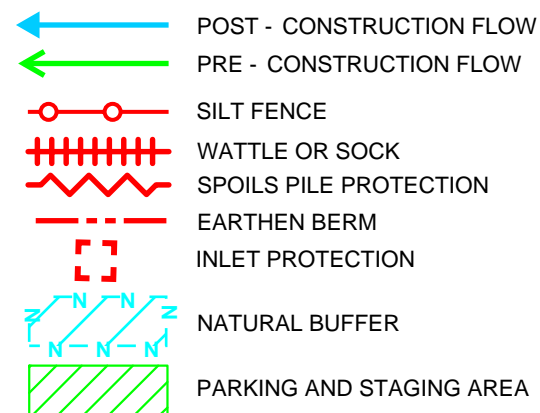 POST - CONSTRUCTION FLOW
PRE - CONSTRUCTION FLOW
SILT FENCE
WATTLE OR SOCK
SPOILS PILE PROTECTION
EARTHEN BERM
INLET PROTECTION
N N
N N
NATURAL BUFFER
N N N
PARKING AND STAGING AREA